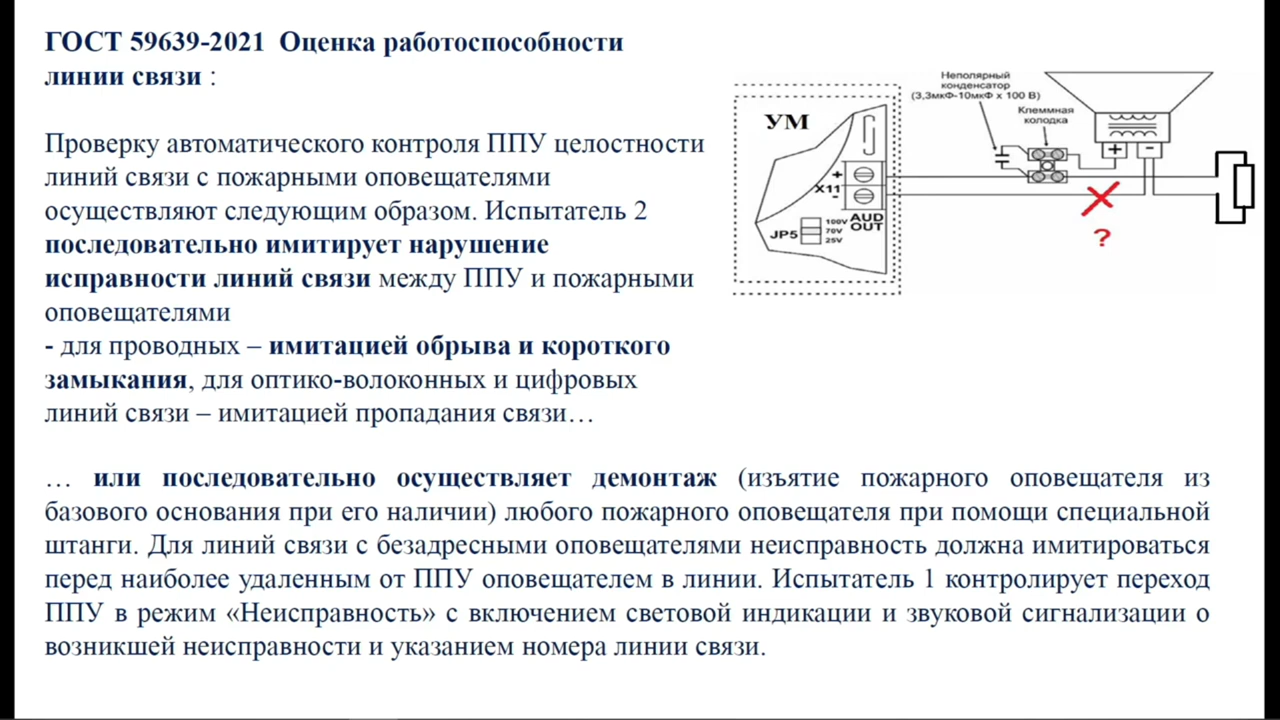 ГОСТ 59639-2021 Оценка работоспособности
линии связи :
Проверку автоматического контроля ППУ целостности
линий связи с пожарными оповещателями
осуществляют следующим образом. Испытатель 2
последовательно имитирует нарушение
исправности линий связи между ППУ и пожарными
оповещателями
- для проводных – имитацией обрыва и короткого
замыкания, для оптико-волоконных и цифровых
линий связи – имитацией пропадания связи…
… или последовательно осуществляет демонтаж (изъятие пожарного оповещателя из
базового основания при его наличии) любого пожарного оповещателя при помощи специальной
штанги. Для линий связи с безадресными оповещателями неисправность должна имитироваться
перед наиболее удаленным от ППУ оповещателем в линии. Испытатель 1 контролирует переход
ППУ в режим «Неисправность» с включением световой индикации и звуковой сигнализации о
возникшей неисправности и указанием номера линии связи.
Неполярный
конденсатор
(3,3мкФ-10мкФ х 100 В)
Клеммная
колодка
УМ
+
X11
-
AUD
OUT
JP5
100V
70V
25V
+ -
?